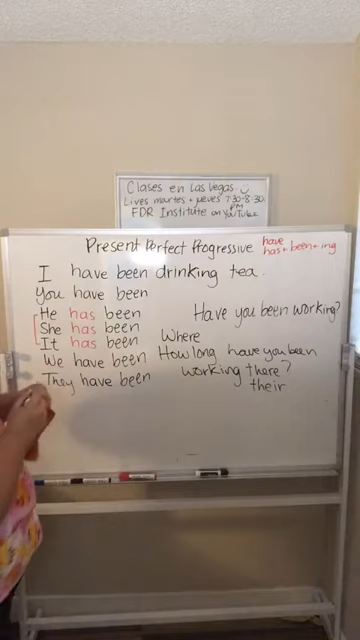 Clases en Las Vegas
Lives martes + jueves 7:30-8:30
PM
FDR Institute on YouTube
Present Perfect Progressive have
has + been + ing
I have been drinking tea.
You have been
He has been
She has been
It has been
We have been
They have been
Have you been working?
Where
How long have you been
working there?
their